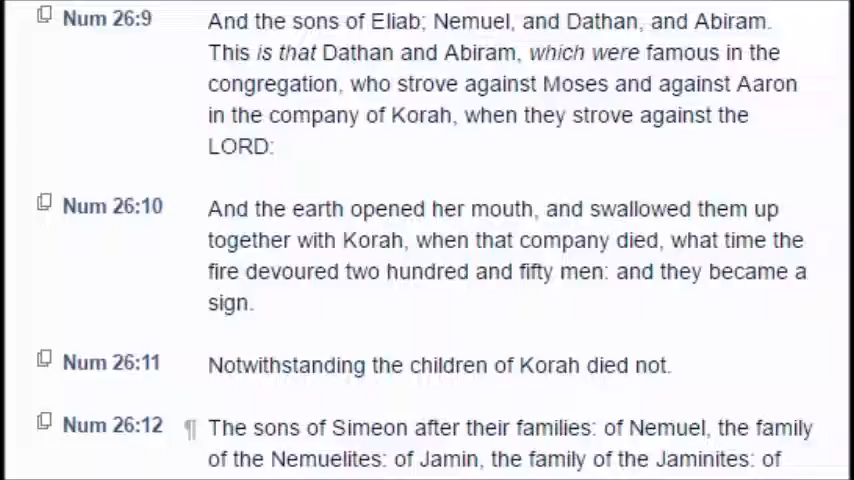 Num 26:9 And the sons of Eliab; Nemuel, and Dathan, and Abiram.
This is that Dathan and Abiram, which were famous in the
congregation, who strove against Moses and against Aaron
in the company of Korah, when they strove against the
LORD:
Num 26:10 And the earth opened her mouth, and swallowed them up
together with Korah, when that company died, what time the
fire devoured two hundred and fifty men: and they became a
sign.
Num 26:11 Notwithstanding the children of Korah died not.
Num 26:12 ¶ The sons of Simeon after their families: of Nemuel, the family
of the Nemuelites: of Jamin, the family of the Jaminites: of